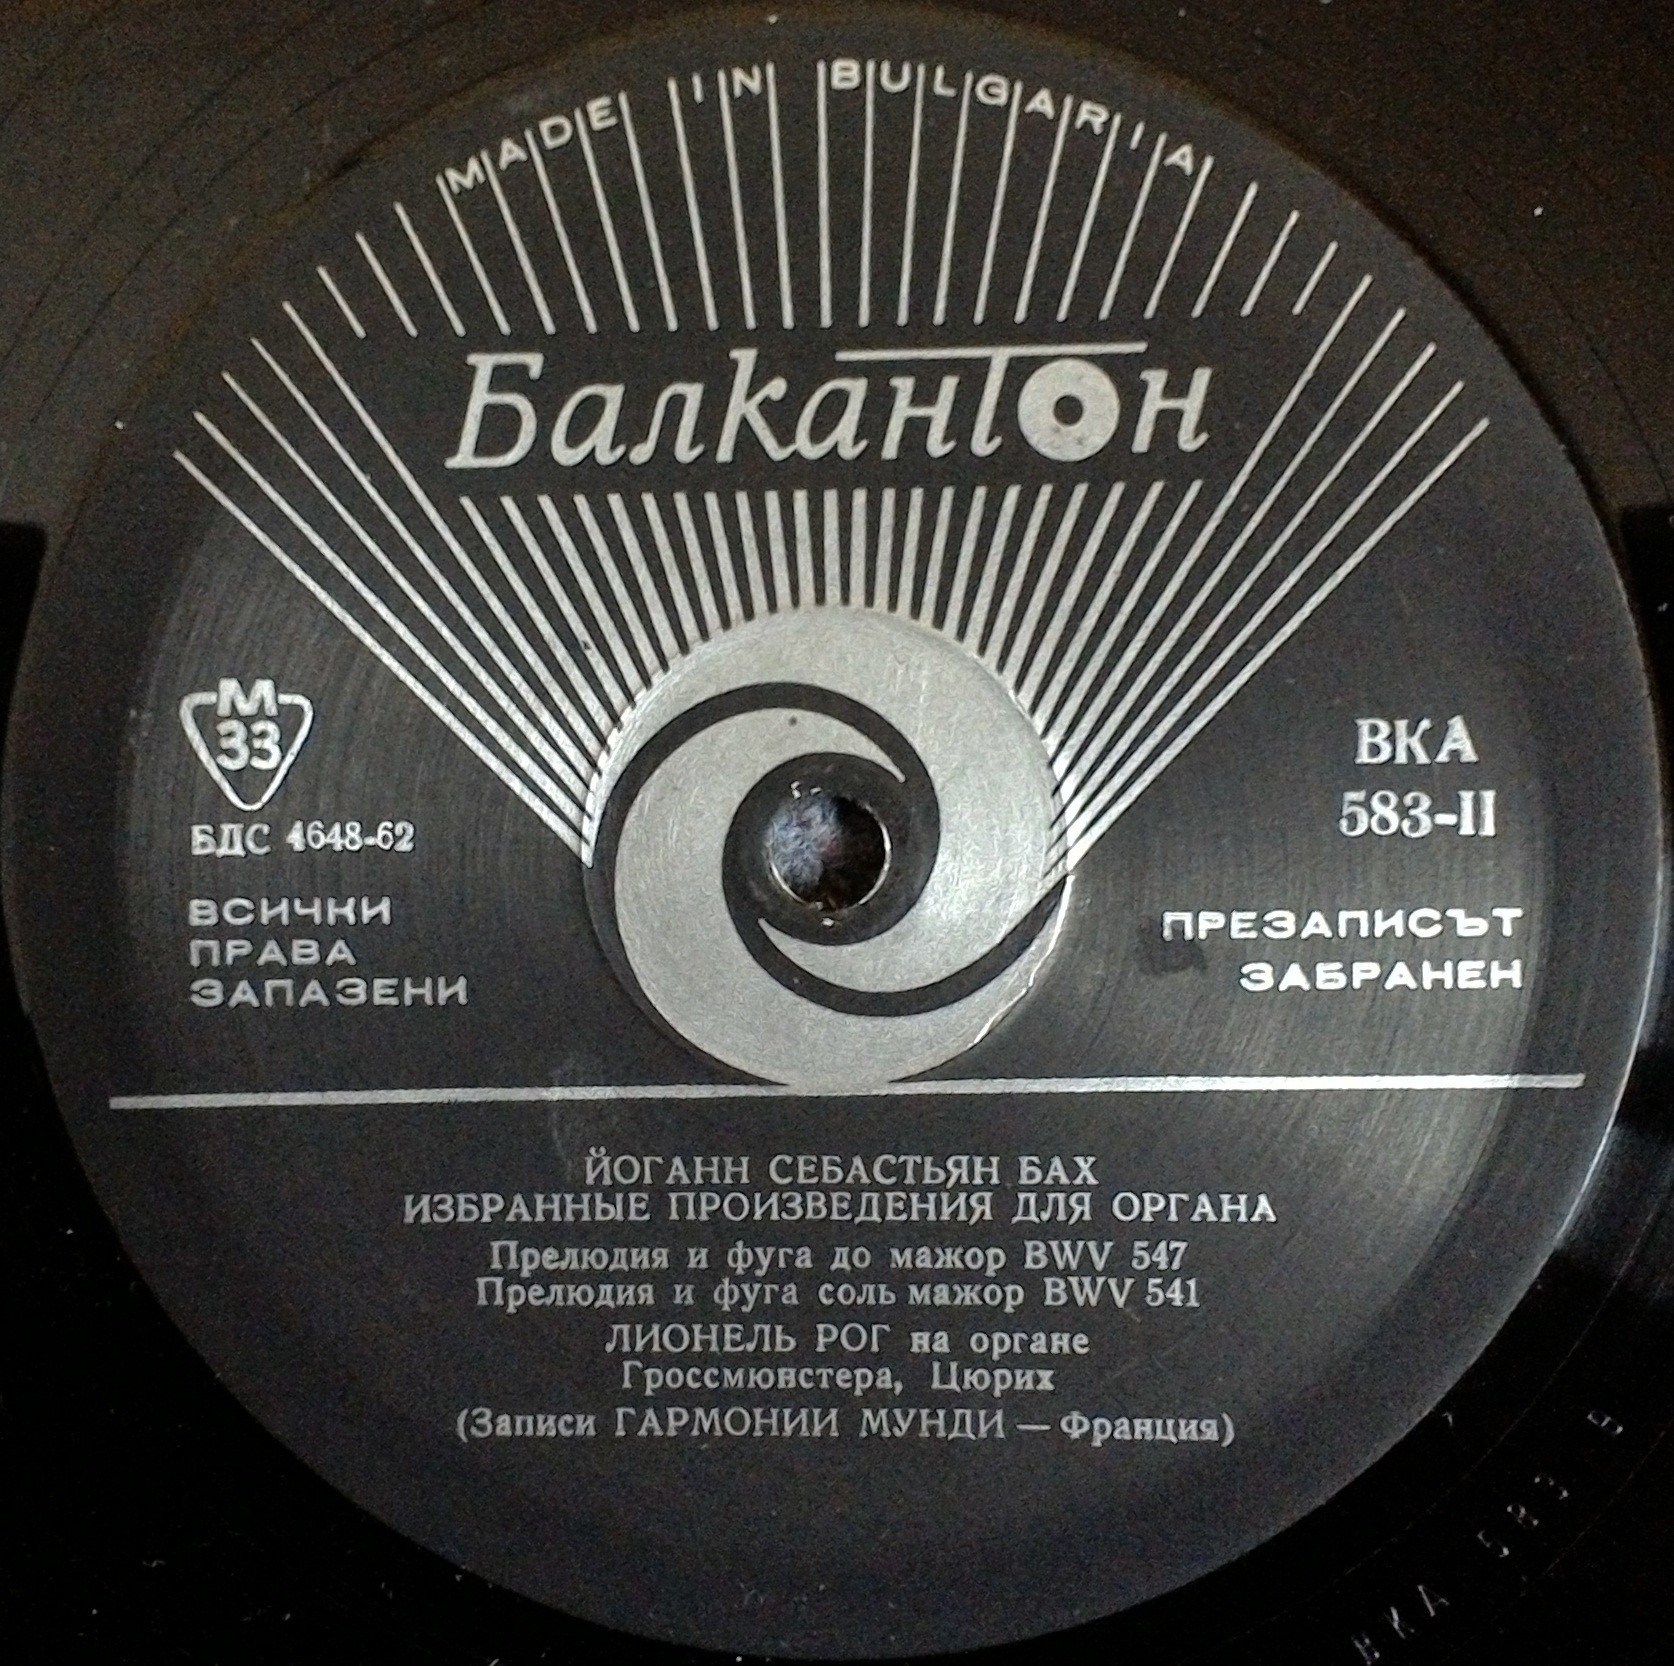 MADE IN BULGARIA
Балкантон
М
33
БДС 4648-62
ВСИЧКИ
ПРАВА
ЗАПАЗЕНИ
ВКА
583-II
ПРЕЗАПИСЪТ
ЗАБРАНЕН
ЙОГАНН СЕБАСТЬЯН БАХ
ИЗБРАННЫЕ ПРОИЗВЕДЕНИЯ ДЛЯ ОРГАНА
Прелюдия и фуга до мажор BWV 547
Прелюдия и фуга соль мажор BWV 541
ЛИОНЕЛЬ РОГ на органе
Гроссмюнстера, Цюрих
(Записи ГАРМОНИИ МУНДИ — Франция)
ВКА 583 В